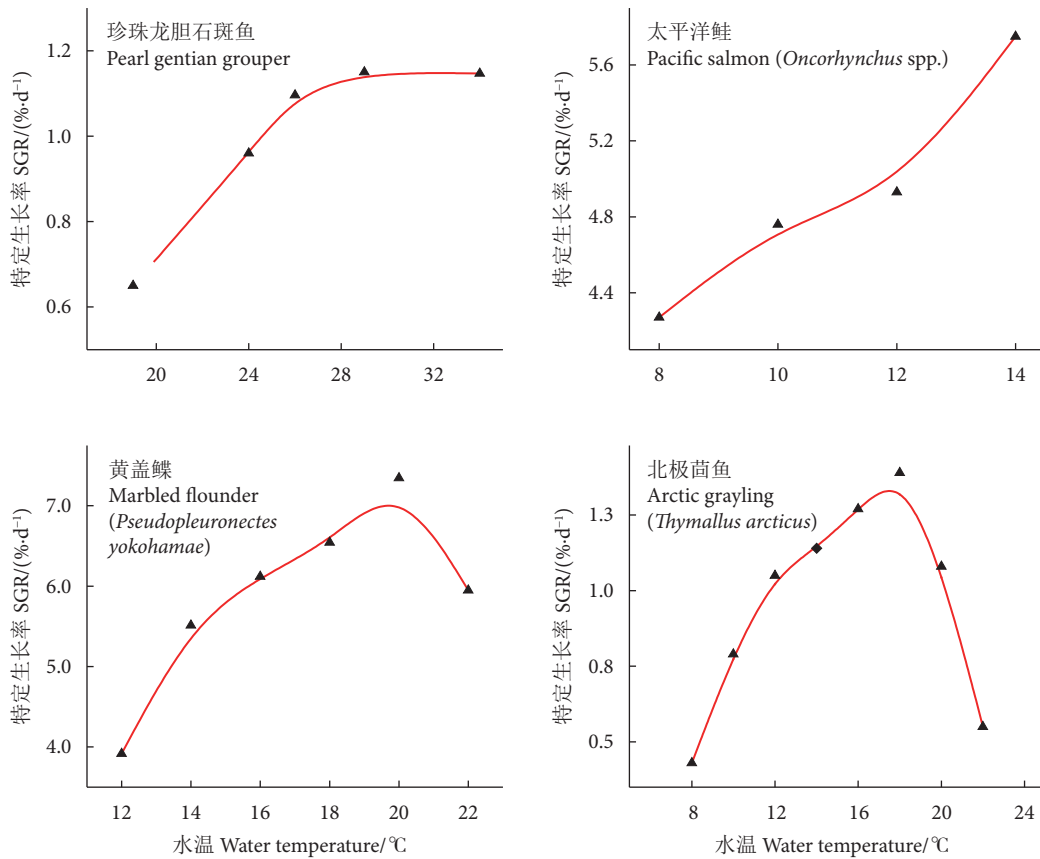 珍珠龙胆石斑鱼
Pearl gentian grouper
特定生长率 SGR/(%·d⁻¹)
1.2
1.0
0.8
0.6
20
24
28
32
太平洋鲑
Pacific salmon (Oncorhynchus spp.)
特定生长率 SGR/(%·d⁻¹)
5.6
5.2
4.8
4.4
8
10
12
14
黄盖鲽
Marbled flounder
(Pseudopleuronectes
yokohamae)
特定生长率 SGR/(%·d⁻¹)
7.0
6.0
5.0
4.0
12
14
16
18
20
22
水温 Water temperature/℃
北极茴鱼
Arctic grayling
(Thymallus arcticus)
特定生长率 SGR/(%·d⁻¹)
1.3
1.0
0.8
0.5
8
12
16
20
24
水温 Water temperature/℃